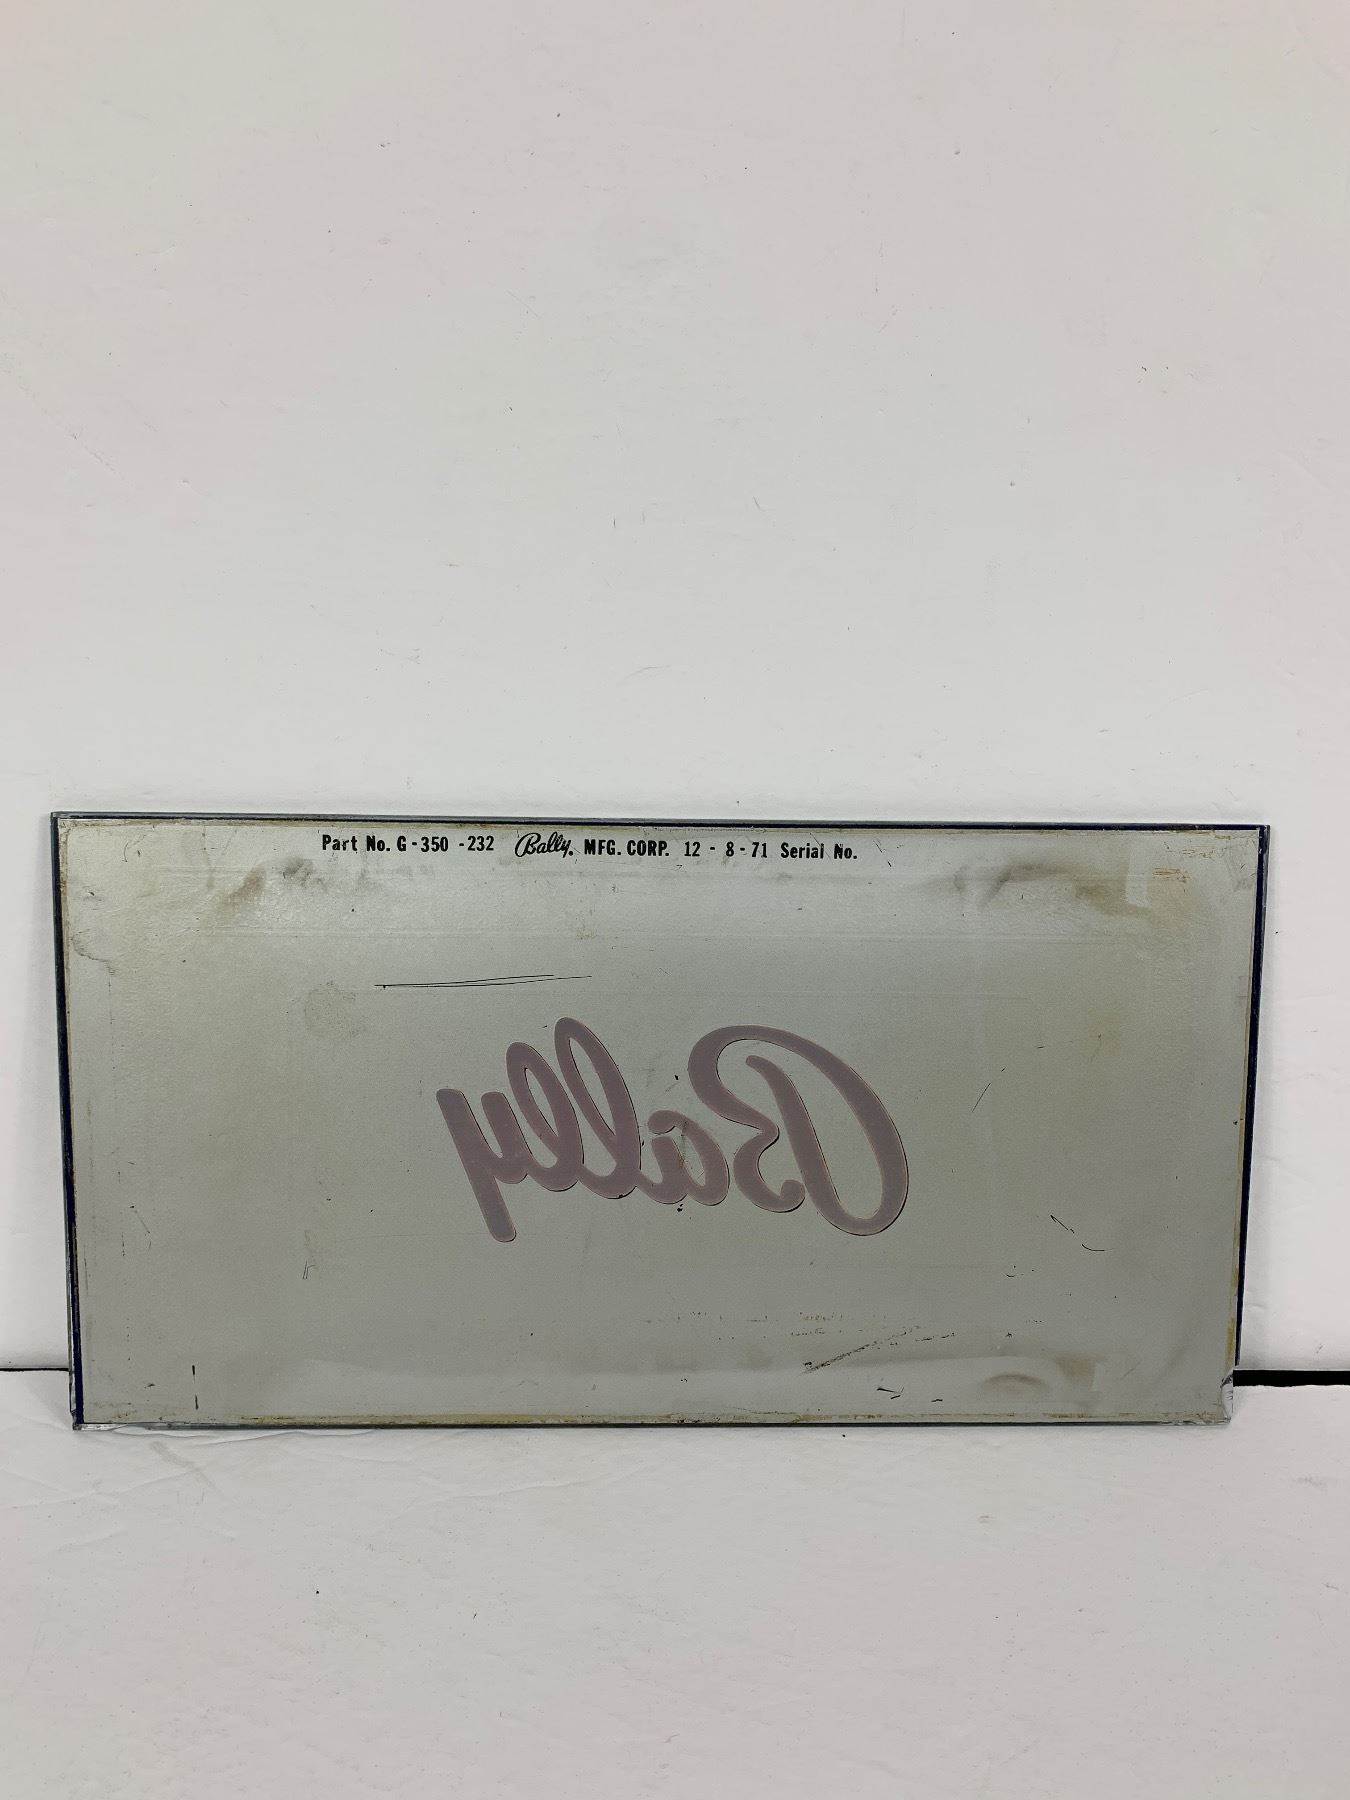 Part No. G-350 -232 Bally. MFG. CORP. 12 - 8 - 71 Serial No.
Bally